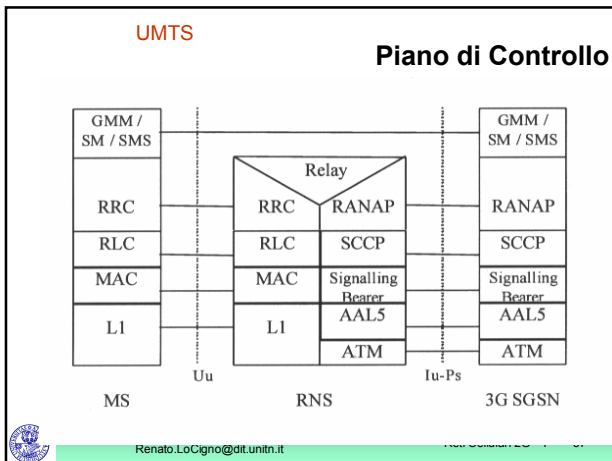 UMTS
Piano di Controllo
GMM /
SM / SMS
GMM /
SM / SMS
Relay
RRC
RRC
RANAP
RANAP
RLC
RLC
SCCP
SCCP
MAC
MAC
Signalling
Bearer
Signalling
Bearer
L1
L1
AAL5
AAL5
ATM
ATM
Uu
Iu-Ps
MS
RNS
3G SGSN
Renato.LoCigno@dit.unitn.it